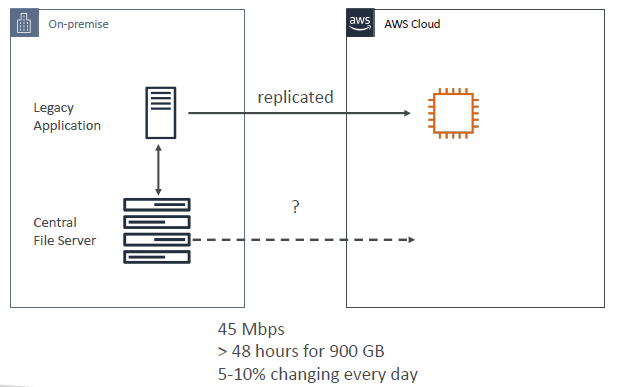 On-premise
aws
AWS Cloud
Legacy
Application
replicated
Central
File Server
?
45 Mbps
> 48 hours for 900 GB
5-10% changing every day